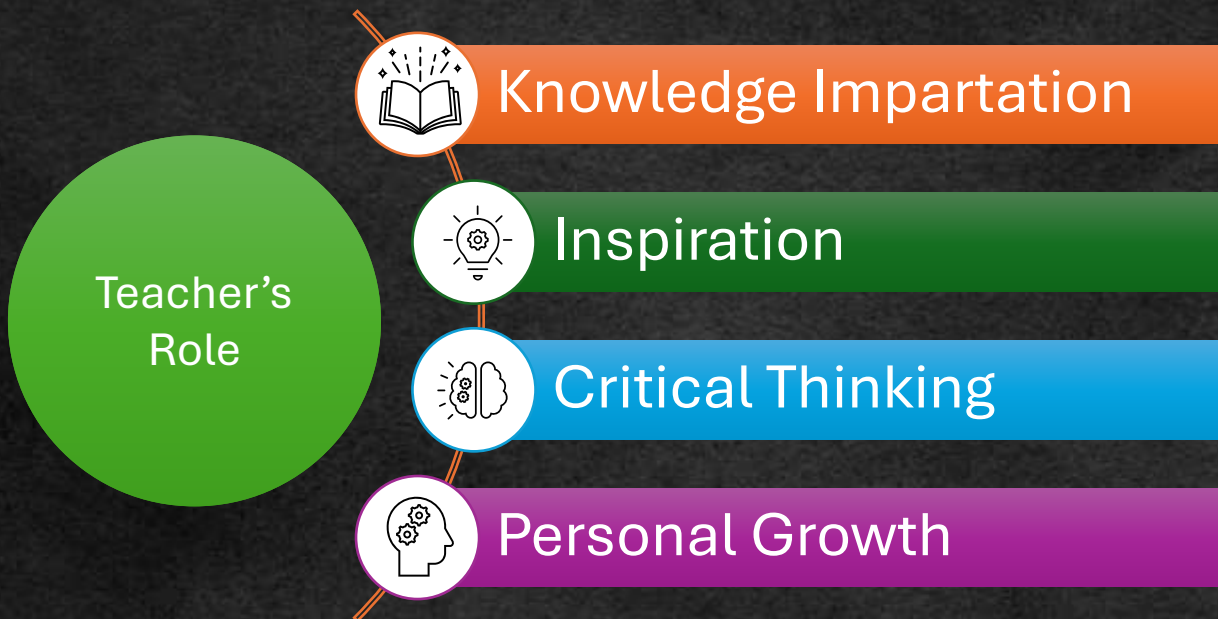 Teacher’s
Role
Knowledge Impartation
Inspiration
Critical Thinking
Personal Growth